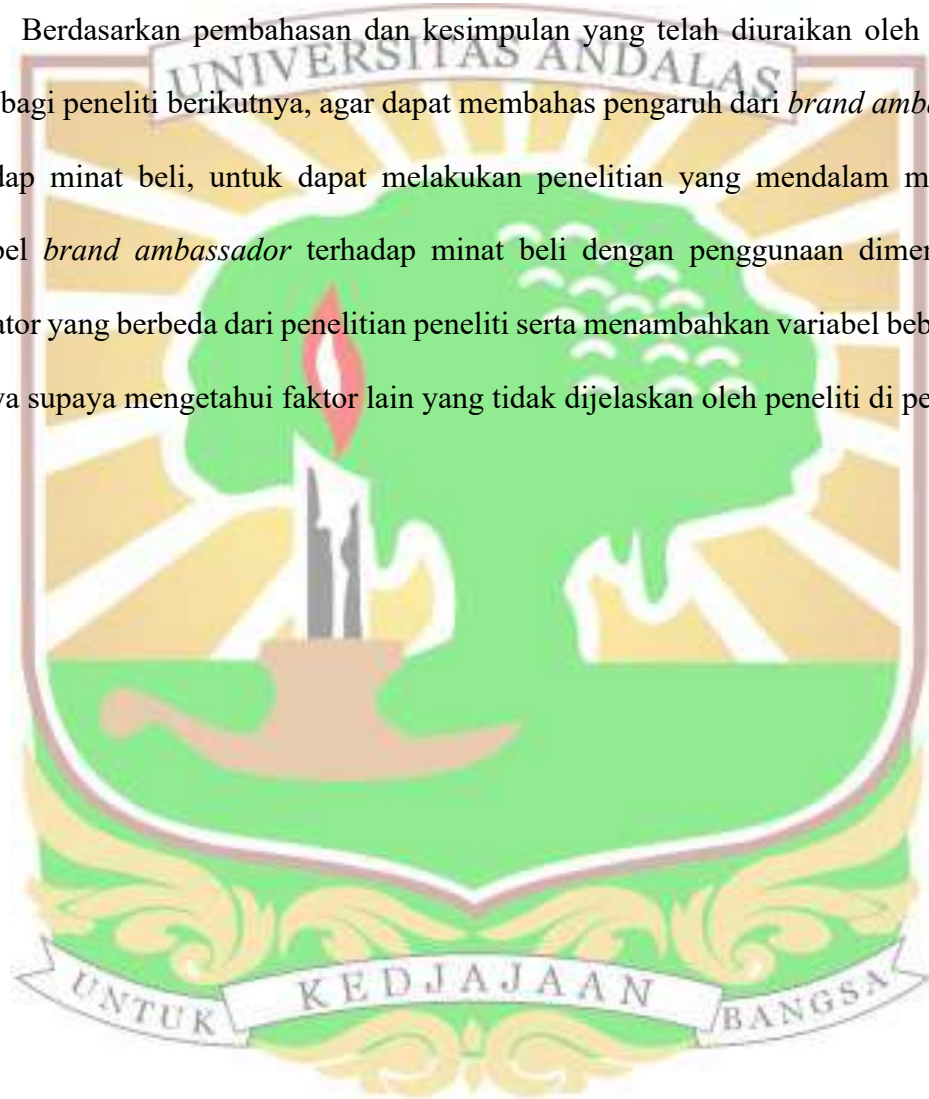 Berdasarkan pembahasan dan kesimpulan yang telah diuraikan oleh
UNIVERSITAS ANDALAS
bagi peneliti berikutnya, agar dapat membahas pengaruh dari brand amba
dap minat beli, untuk dapat melakukan penelitian yang mendalam m
bel brand ambassador terhadap minat beli dengan penggunaan dimen
ator yang berbeda dari penelitian peneliti serta menambahkan variabel beb
ya supaya mengetahui faktor lain yang tidak dijelaskan oleh peneliti di pe
UNTUK KEDJAJAAN BANGSA